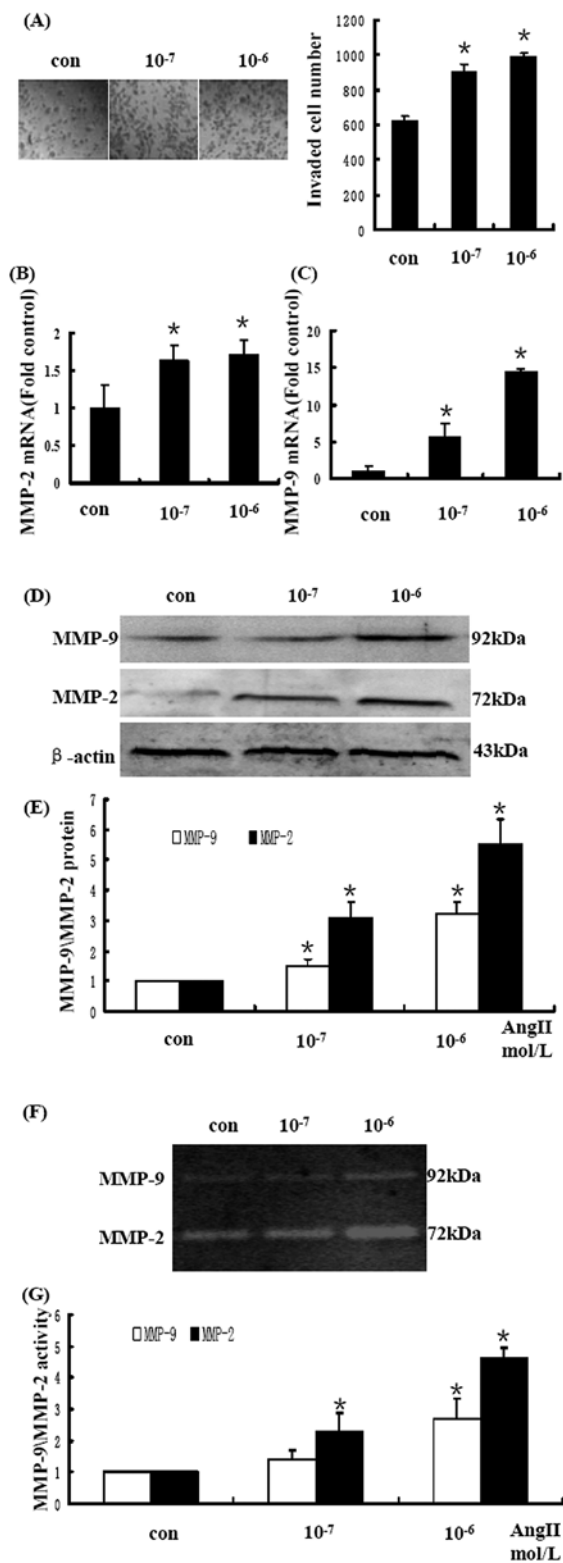 (A)
con 10⁻⁷ 10⁻⁶
Invaded cell number
1200
1000
800
600
400
200
0
* *
con 10⁻⁷ 10⁻⁶
(B)
MMP-2 mRNA(Fold control)
2
1.5
1
0.5
0
* *
con 10⁻⁷ 10⁻⁶
(C)
MMP-9 mRNA(Fold control)
20
15
10
5
0
* *
con 10⁻⁷ 10⁻⁶
(D)
con 10⁻⁷ 10⁻⁶
MMP-9 92kDa
MMP-2 72kDa
β-actin 43kDa
(E)
MMP-9\MMP-2 protein
7
6
5
4
3
2
1
0
MMP-9 MMP-2
* * * *
con 10⁻⁷ 10⁻⁶ AngII
mol/L
(F)
con 10⁻⁷ 10⁻⁶
MMP-9 92kDa
MMP-2 72kDa
(G)
MMP-9\MMP-2 activity
6
5
4
3
2
1
0
MMP-9 MMP-2
* * *
con 10⁻⁷ 10⁻⁶ AngII
mol/L